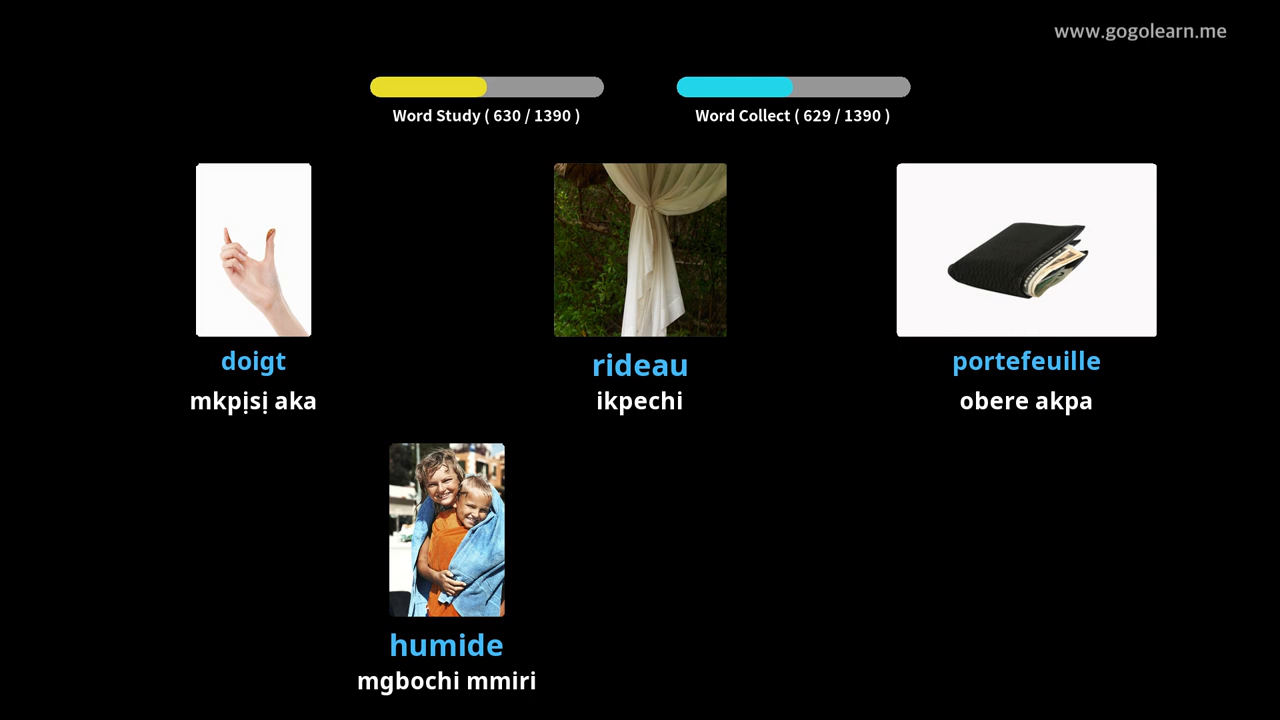 www.gogolearn.me
Word Study ( 630 / 1390 )
Word Collect ( 629 / 1390 )
doigt
mkpịsị aka
rideau
ikpechi
portefeuille
obere akpa
humide
mgbochi mmiri